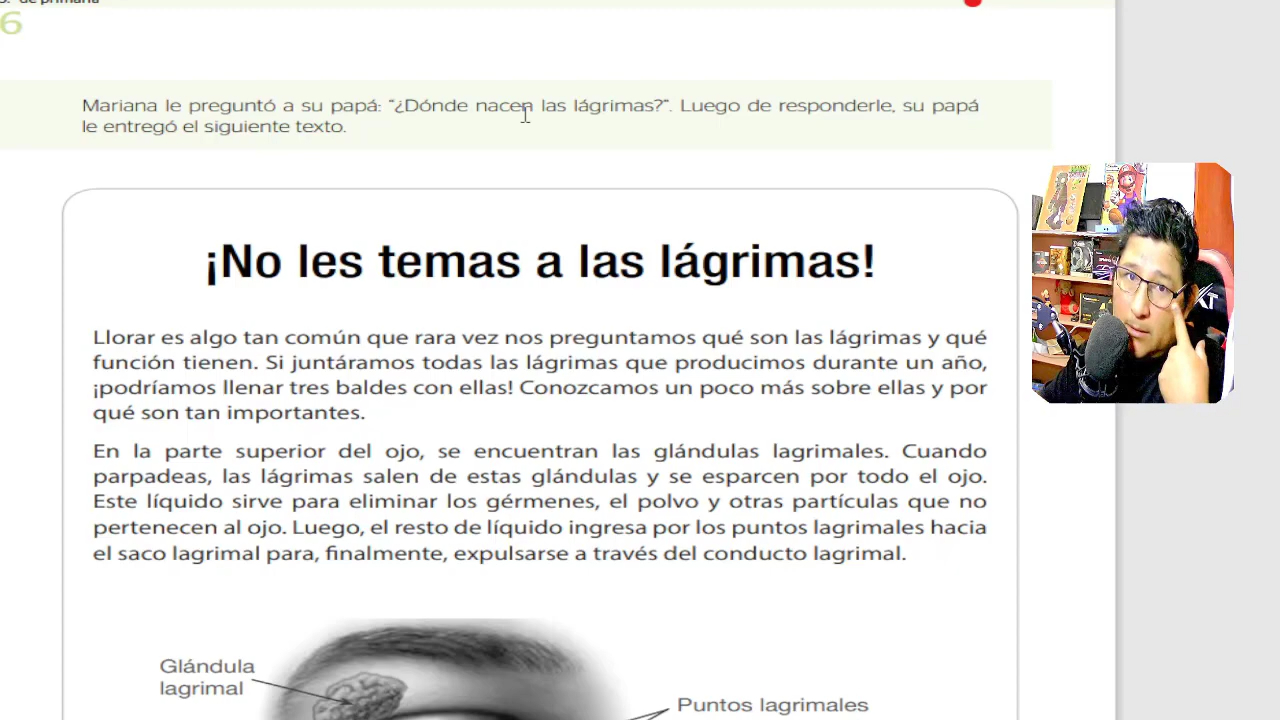 de primaria
6
Mariana le preguntó a su papá: “¿Dónde nacen las lágrimas?”. Luego de responderle, su papá
le entregó el siguiente texto.
¡No les temas a las lágrimas!
Llorar es algo tan común que rara vez nos preguntamos qué son las lágrimas y qué
función tienen. Si juntáramos todas las lágrimas que producimos durante un año,
¡podríamos llenar tres baldes con ellas! Conozcamos un poco más sobre ellas y por
qué son tan importantes.
En la parte superior del ojo, se encuentran las glándulas lagrimales. Cuando
parpadeas, las lágrimas salen de estas glándulas y se esparcen por todo el ojo.
Este líquido sirve para eliminar los gérmenes, el polvo y otras partículas que no
pertenecen al ojo. Luego, el resto de líquido ingresa por los puntos lagrimales hacia
el saco lagrimal para, finalmente, expulsarse a través del conducto lagrimal.
Glándula
lagrimal
Puntos lagrimales